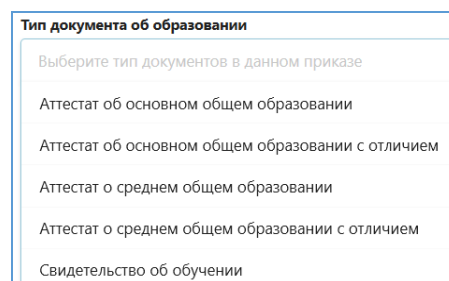 Тип документа об образовании
Выберите тип документов в данном приказе
Аттестат об основном общем образовании
Аттестат об основном общем образовании с отличием
Аттестат о среднем общем образовании
Аттестат о среднем общем образовании с отличием
Свидетельство об обучении